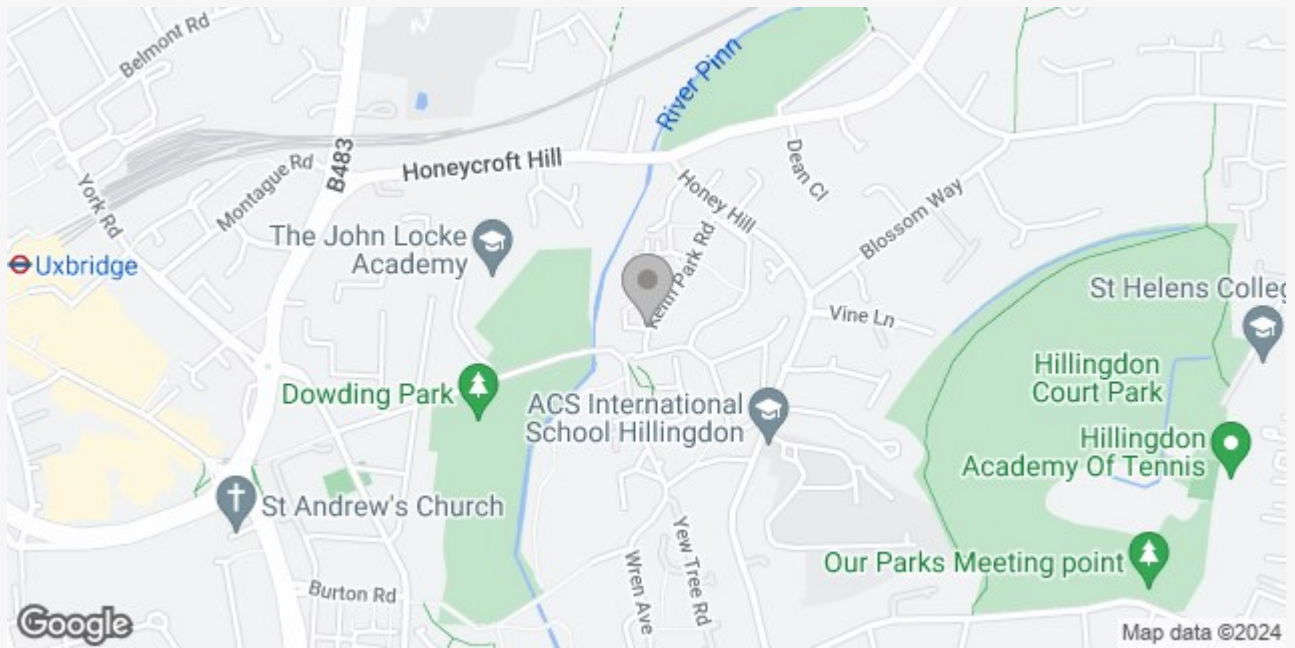 Belmont Rd
River Pinn
B483
Honeycroft Hill
Montague Rd
York Rd
Dean Cl
Honey Hill
Blossom Way
The John Locke
Academy
Uxbridge
Kent Park Rd
St Helens Colleg
Vine Ln
Dowding Park
Hillingdon
Court Park
ACS International
School Hillingdon
Hillingdon
Academy Of Tennis
St Andrew's Church
Yew Tree Rd
Wren Ave
Our Parks Meeting point
Burton Rd
Google
Map data ©2024